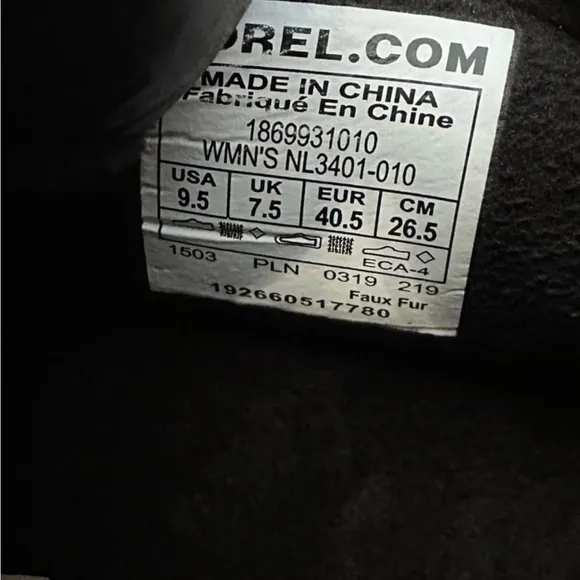 OREL.COM
MADE IN CHINA
Fabriqué En Chine
1869931010
WMN'S NL3401-010
USA UK EUR CM
9.5 7.5 40.5 26.5
ECA-4
1503 PLN 0319 219
Faux Fur
192660517780